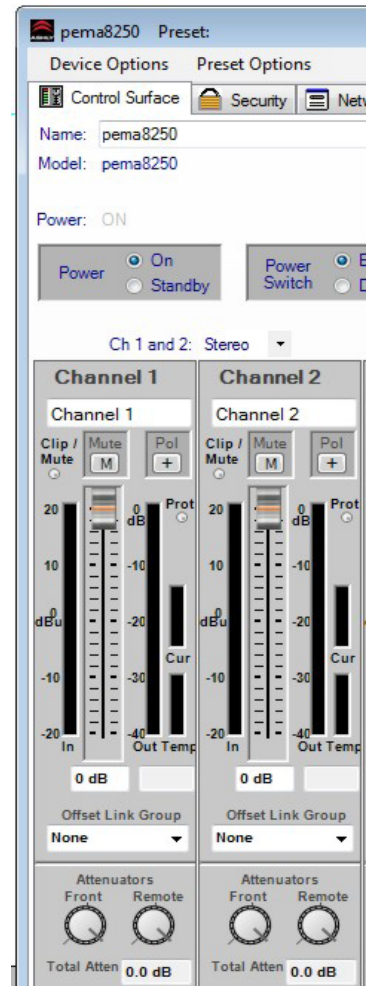 ASHLY
pema8250 Preset:
Device Options Preset Options
Control Surface Security
Name: pema8250
Model: pema8250
Power: ON
Power On Standby
Power Switch
Ch 1 and 2: Stereo
Channel 1 Channel 2
Channel 1 Channel 2
Clip / Mute Mute Pol Clip / Mute Mute Pol
M + M +
20 0 dB Prot 20 0 dB Prot
10 -10 10 -10
0 dBu -20 0 dBu -20
Cur Cur
-10 -30 -10 -30
-20 -40 -20 -40
In Out Temp In Out Temp
0 dB 0 dB
Offset Link Group Offset Link Group
None None
Attenuators Attenuators
Front Remote Front Remote
Total Atten 0.0 dB Total Atten 0.0 dB